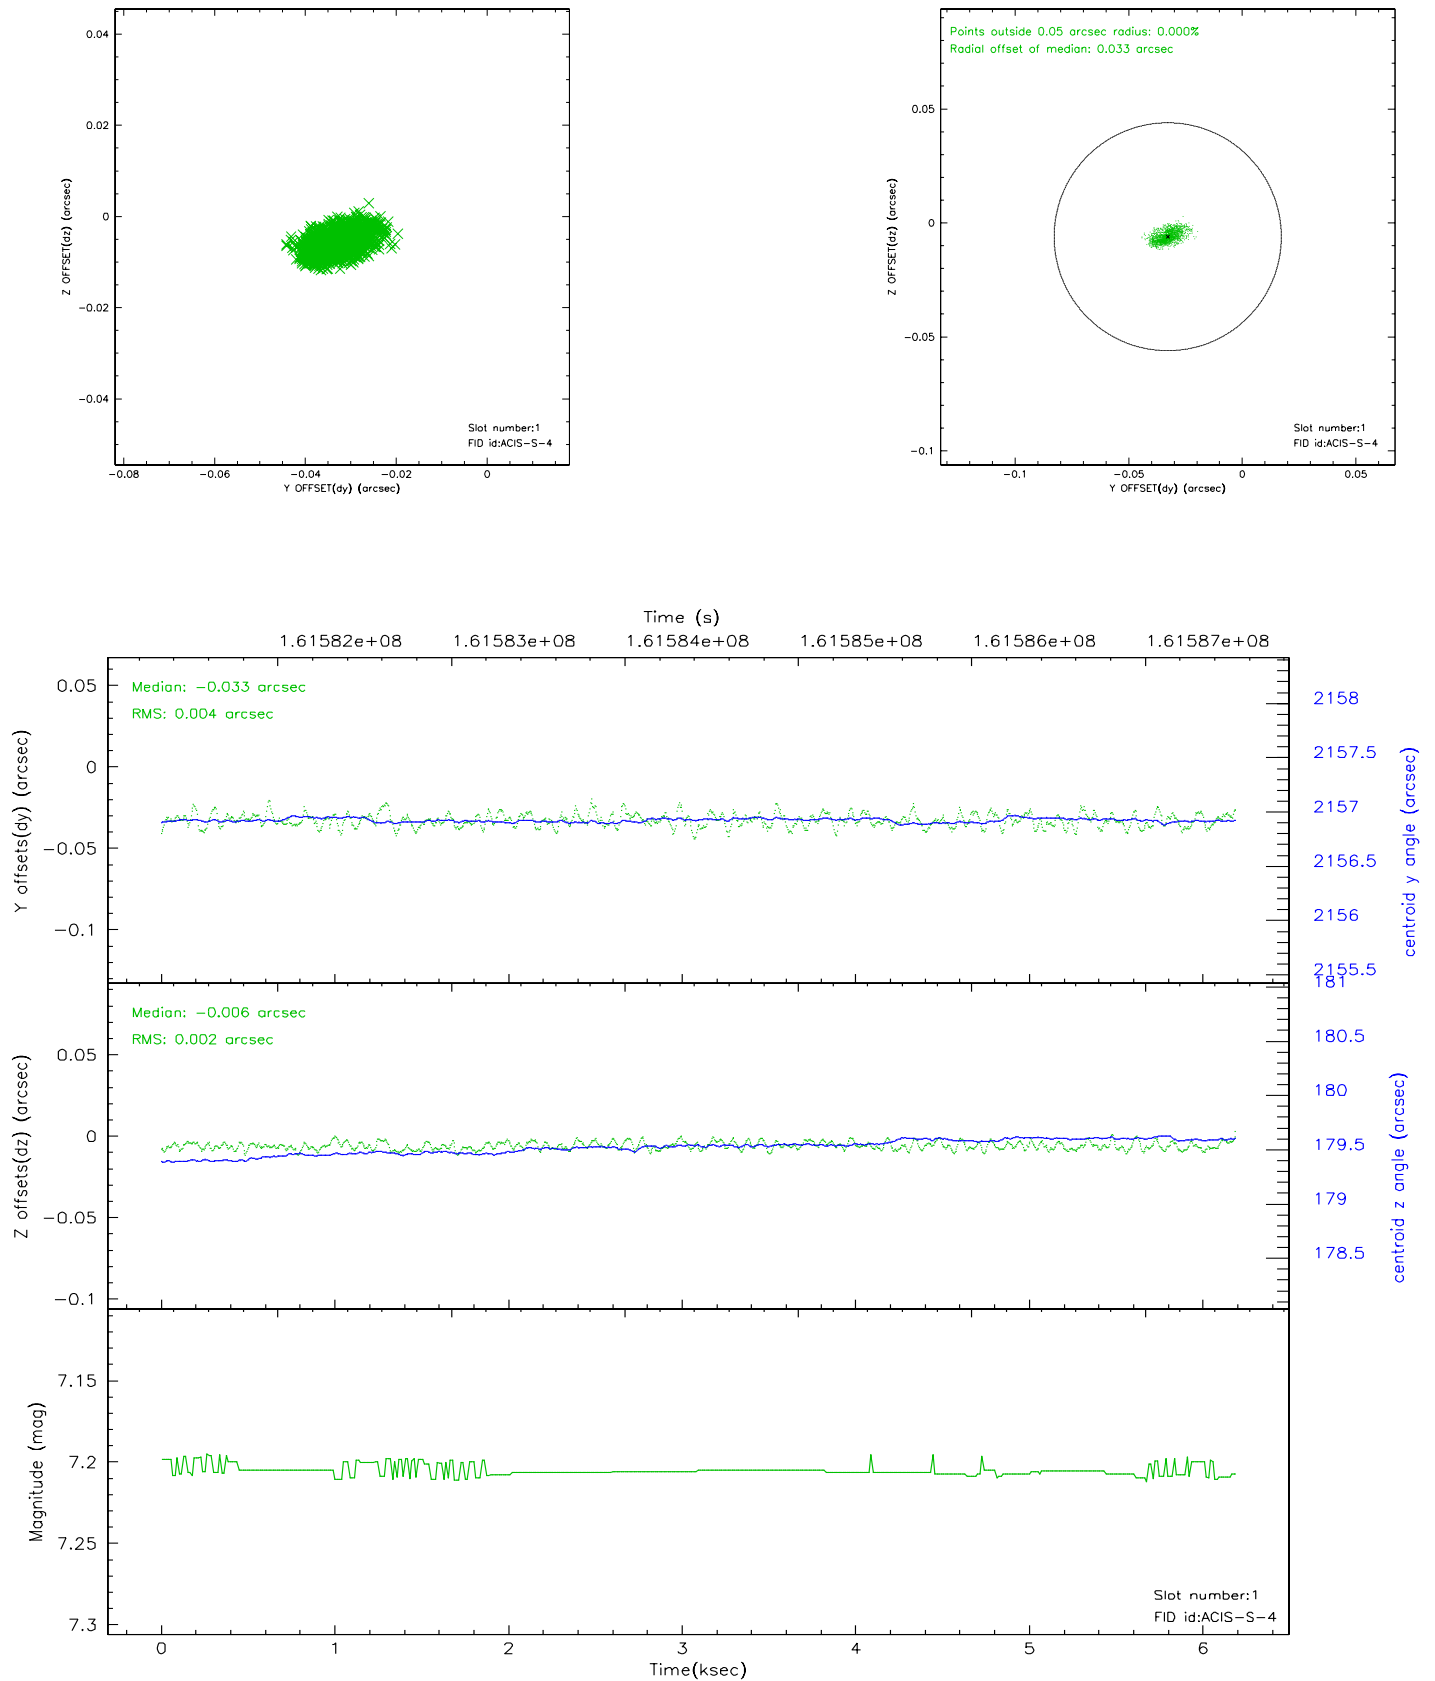 0.04
0.02
0
−0.02
−0.04
Z OFFSET(dz) (arcsec)
Slot number:1
FID id:ACIS−S−4
−0.08
−0.06
−0.04
−0.02
0
Y OFFSET(dy) (arcsec)
Points outside 0.05 arcsec radius: 0.000%
Radial offset of median: 0.033 arcsec
0.05
0
−0.05
−0.1
Z OFFSET(dz) (arcsec)
Slot number:1
FID id:ACIS−S−4
−0.1
−0.05
0
0.05
Y OFFSET(dy) (arcsec)
Time (s)
1.61582e+08
1.61583e+08
1.61584e+08
1.61585e+08
1.61586e+08
1.61587e+08
Median: −0.033 arcsec
RMS: 0.004 arcsec
0.05
0
−0.05
−0.1
Y offsets(dy) (arcsec)
2158
2157.5
2157
2156.5
2156
2155.5
centroid y angle (arcsec)
Median: −0.006 arcsec
RMS: 0.002 arcsec
0.05
0
−0.05
−0.1
Z offsets(dz) (arcsec)
181
180.5
180
179.5
179
178.5
centroid z angle (arcsec)
7.15
7.2
7.25
7.3
Magnitude (mag)
Slot number:1
FID id:ACIS−S−4
0
1
2
3
4
5
6
Time(ksec)